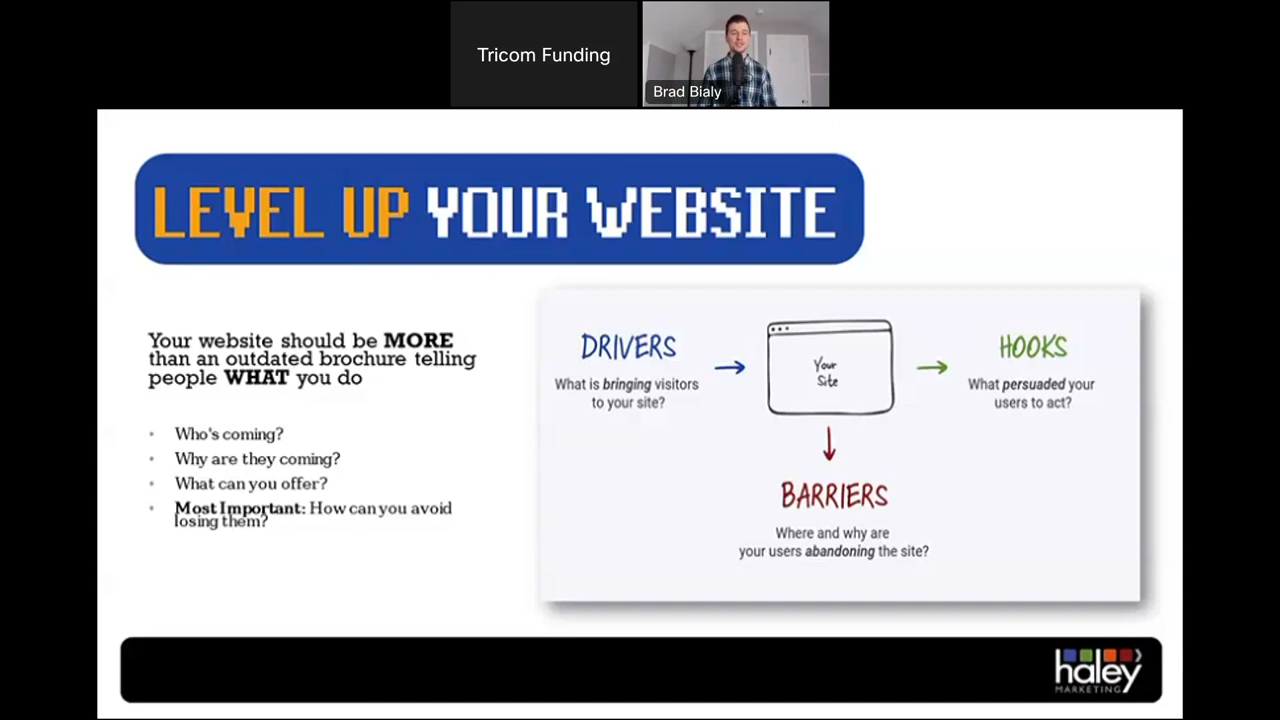 Tricom Funding
Brad Bialy
LEVEL UP YOUR WEBSITE
Your website should be MORE
than an outdated brochure telling
people WHAT you do
• Who's coming?
• Why are they coming?
• What can you offer?
• Most Important: How can you avoid
losing them?
DRIVERS
What is bringing visitors
to your site?
Your
Site
HOOKS
What persuaded your
users to act?
BARRIERS
Where and why are
your users abandoning the site?
haley
MARKETING